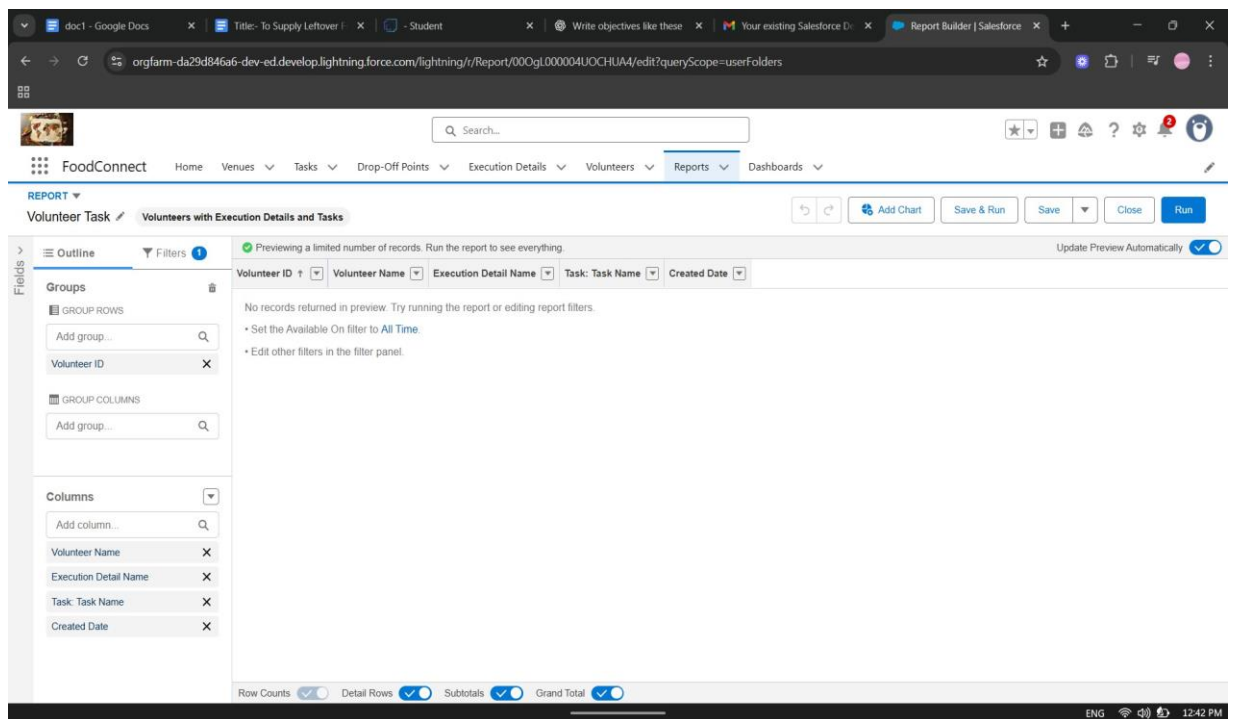 doc1 - Google Docs
Title:- To Supply Leftover F
- Student
Write objectives like these
Your existing Salesforce De
Report Builder | Salesforce
orgfarm-da29d846a6-dev-ed.develop.lightning.force.com/lightning/r/Report/00OgL000004UOCHUA4/edit?queryScope=userFolders
Search...
2
FoodConnect Home Venues Tasks Drop-Off Points Execution Details Volunteers Reports Dashboards
REPORT
Volunteer Task Volunteers with Execution Details and Tasks
Add Chart Save & Run Save Close Run
Fields
Outline Filters 1
Previewing a limited number of records. Run the report to see everything.
Update Preview Automatically
Groups
GROUP ROWS
Add group...
Volunteer ID
GROUP COLUMNS
Add group...
Columns
Add column...
Volunteer Name
Execution Detail Name
Task: Task Name
Created Date
Volunteer ID Volunteer Name Execution Detail Name Task: Task Name Created Date
No records returned in preview. Try running the report or editing report filters.
• Set the Available On filter to All Time.
• Edit other filters in the filter panel.
Row Counts Detail Rows Subtotals Grand Total
ENG 12:42 PM